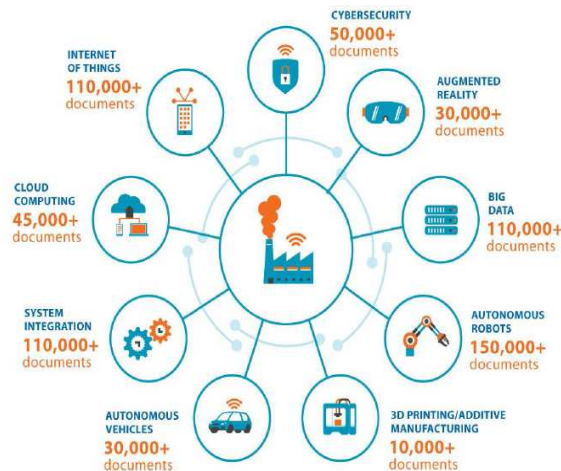 CYBERSECURITY
50,000+
documents
AUGMENTED
REALITY
30,000+
documents
BIG
DATA
110,000+
documents
AUTONOMOUS
ROBOTS
150,000+
documents
3D PRINTING/ADDITIVE
MANUFACTURING
10,000+
documents
AUTONOMOUS
VEHICLES
30,000+
documents
SYSTEM
INTEGRATION
110,000+
documents
CLOUD
COMPUTING
45,000+
documents
INTERNET
OF THINGS
110,000+
documents